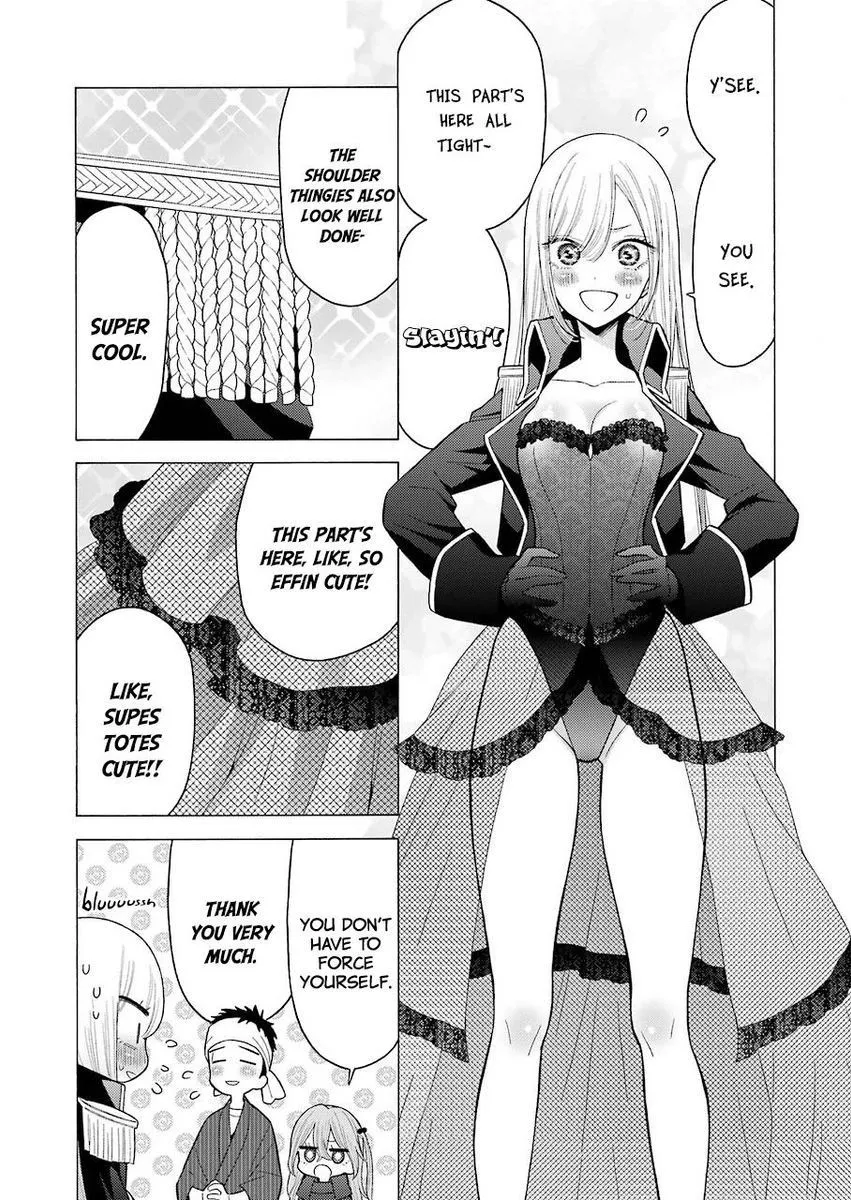 Y'SEE.
YOU
SEE.
THIS PART'S
HERE ALL
TIGHT~
Slayin'!
THE
SHOULDER
THINGIES ALSO
LOOK WELL
DONE-
SUPER
COOL.
THIS PART'S
HERE, LIKE, SO
EFFIN CUTE!
LIKE,
SUPES
TOTES
CUTE!!
YOU DON'T
HAVE TO
FORCE
YOURSELF.
THANK
YOU VERY
MUCH.
bluuuussh